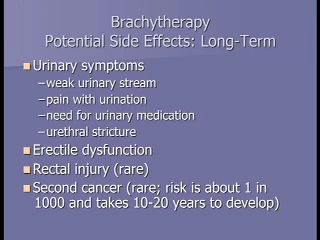 Brachytherapy
Potential Side Effects: Long-Term
Urinary symptoms
–weak urinary stream
–pain with urination
–need for urinary medication
–urethral stricture
Erectile dysfunction
Rectal injury (rare)
Second cancer (rare; risk is about 1 in
1000 and takes 10-20 years to develop)